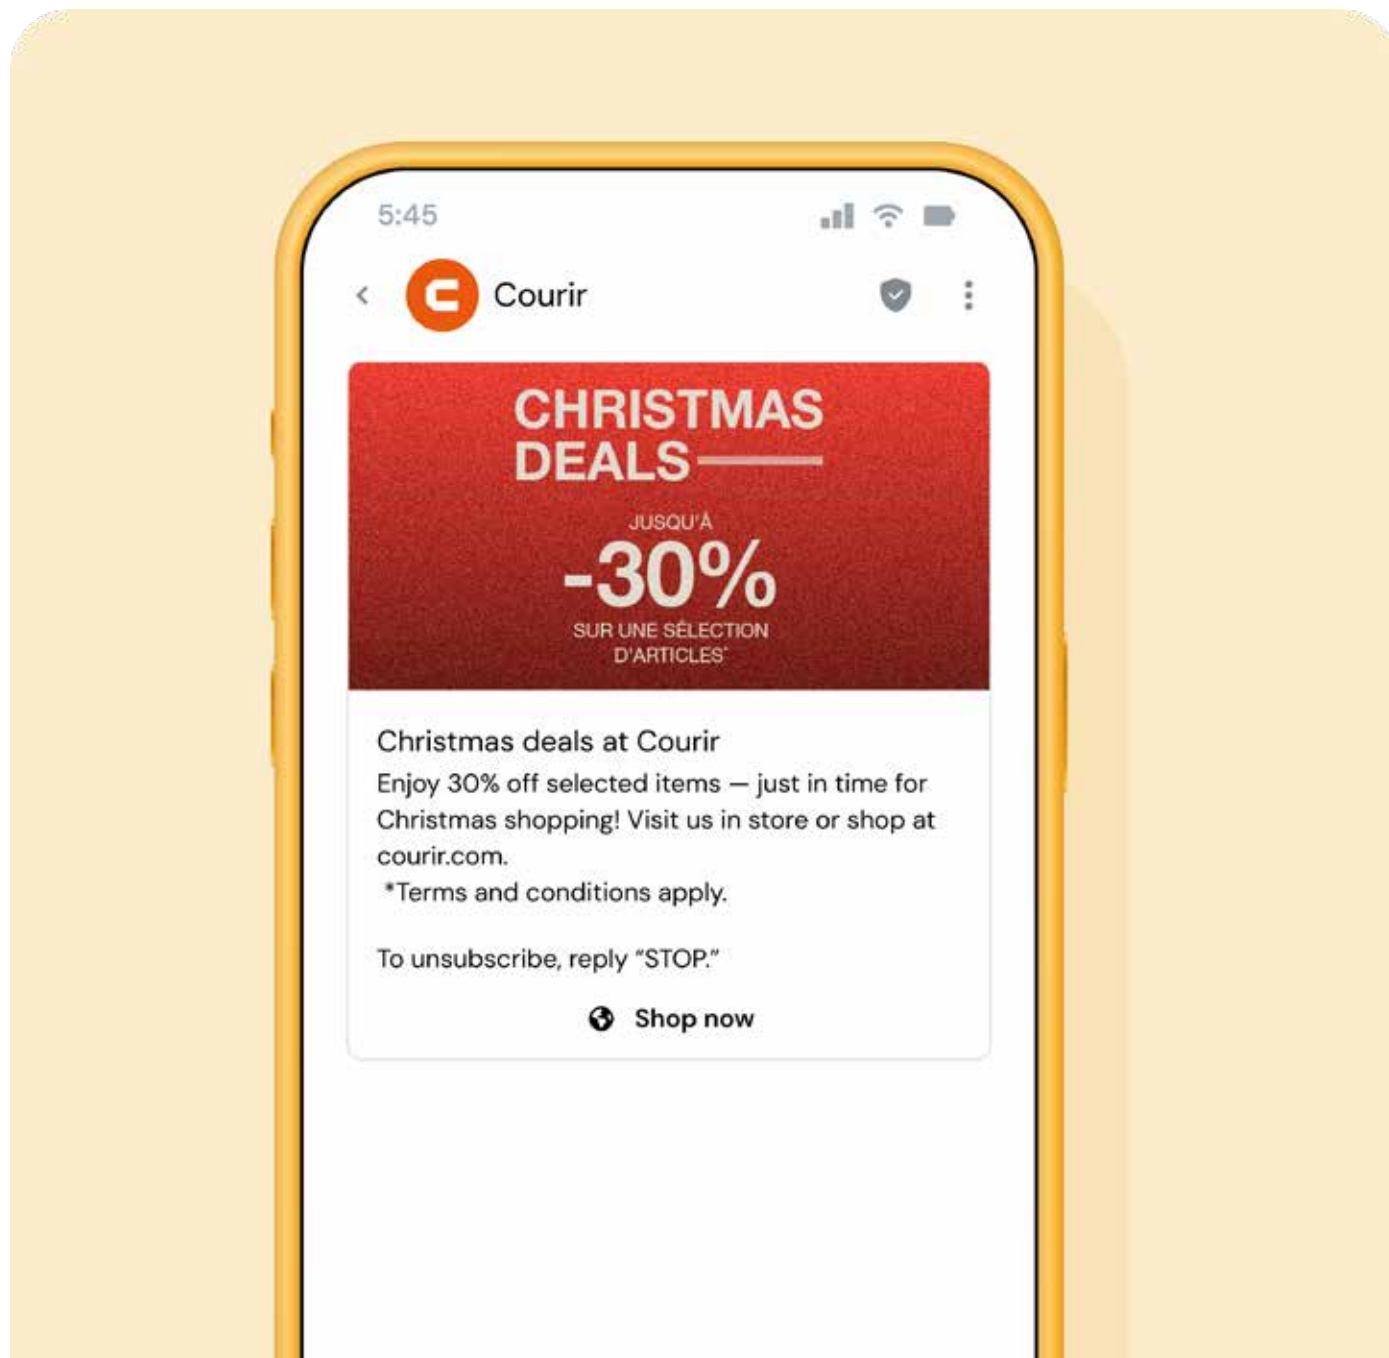 5:45
Courir
CHRISTMAS
DEALS
JUSQU'À
-30%
SUR UNE SÉLECTION
D'ARTICLES*
Christmas deals at Courir
Enjoy 30% off selected items — just in time for
Christmas shopping! Visit us in store or shop at
courir.com.
*Terms and conditions apply.
To unsubscribe, reply “STOP.”
Shop now